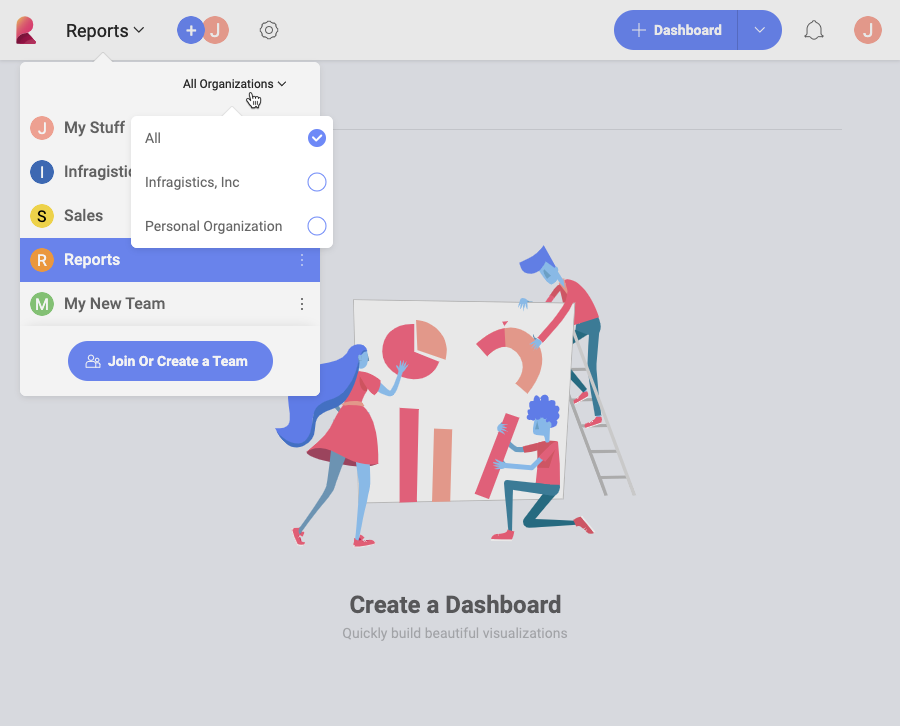 Reports
J
Dashboard
J
All Organizations
J My Stuff
All
I Infragistic
Infragistics, Inc
S Sales
Personal Organization
R Reports
M My New Team
Join Or Create a Team
Create a Dashboard
Quickly build beautiful visualizations